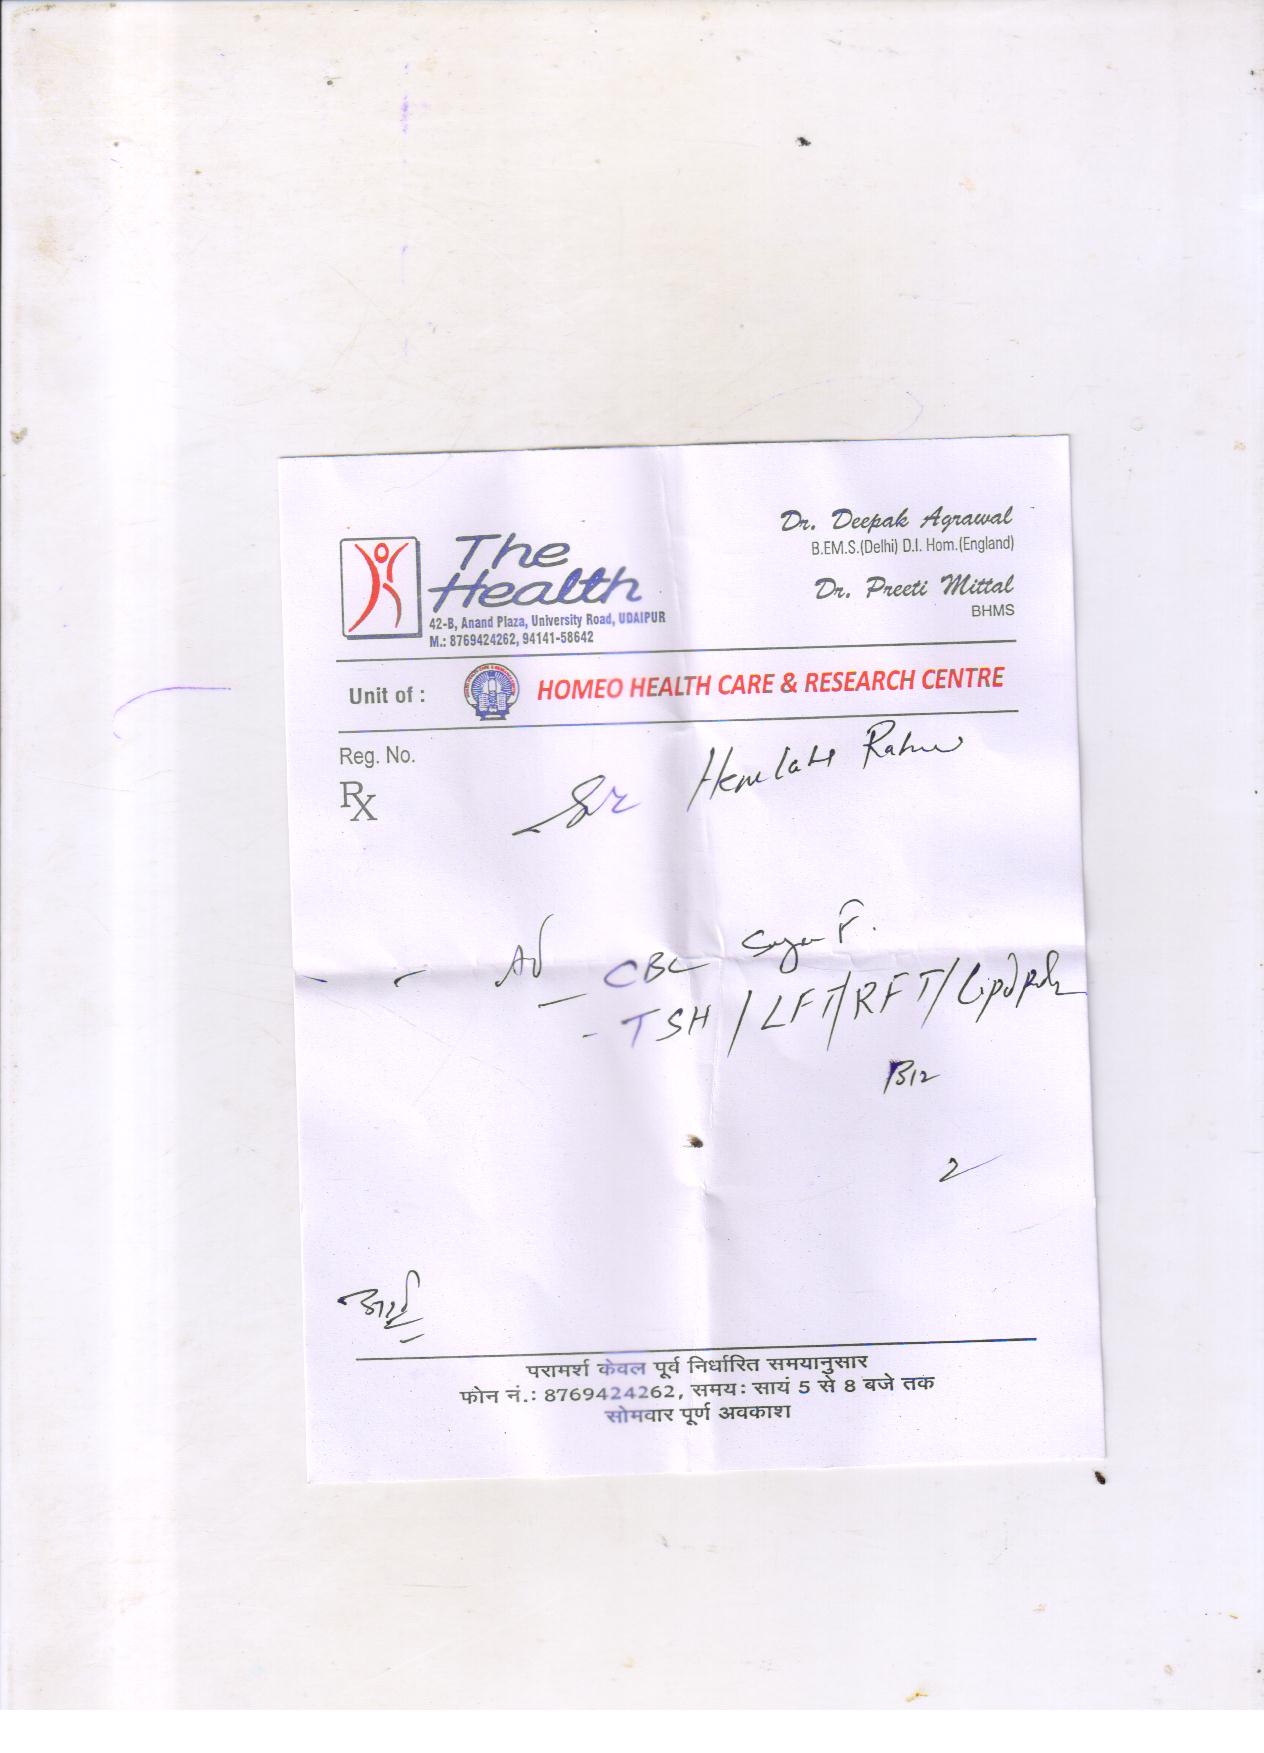 The
Health
42-B, Anand Plaza, University Road, UDAIPUR
M.: 8769424262, 94141-58642
Dr. Deepak Agrawal
B.EM.S.(Delhi) D.I. Hom.(England)
Dr. Preeti Mittal
BHMS
Unit of :
HOMEO HEALTH CARE & RESEARCH CENTRE
Reg. No.
Rx
- CBC Sugar F.
- TSH / LFT/RFT/ Lipid
B12
2
परामर्श केवल पूर्व निर्धारित समयानुसार
फोन नं.: 8769424262, समय: सायं 5 से 8 बजे तक
सोमवार पूर्ण अवकाश